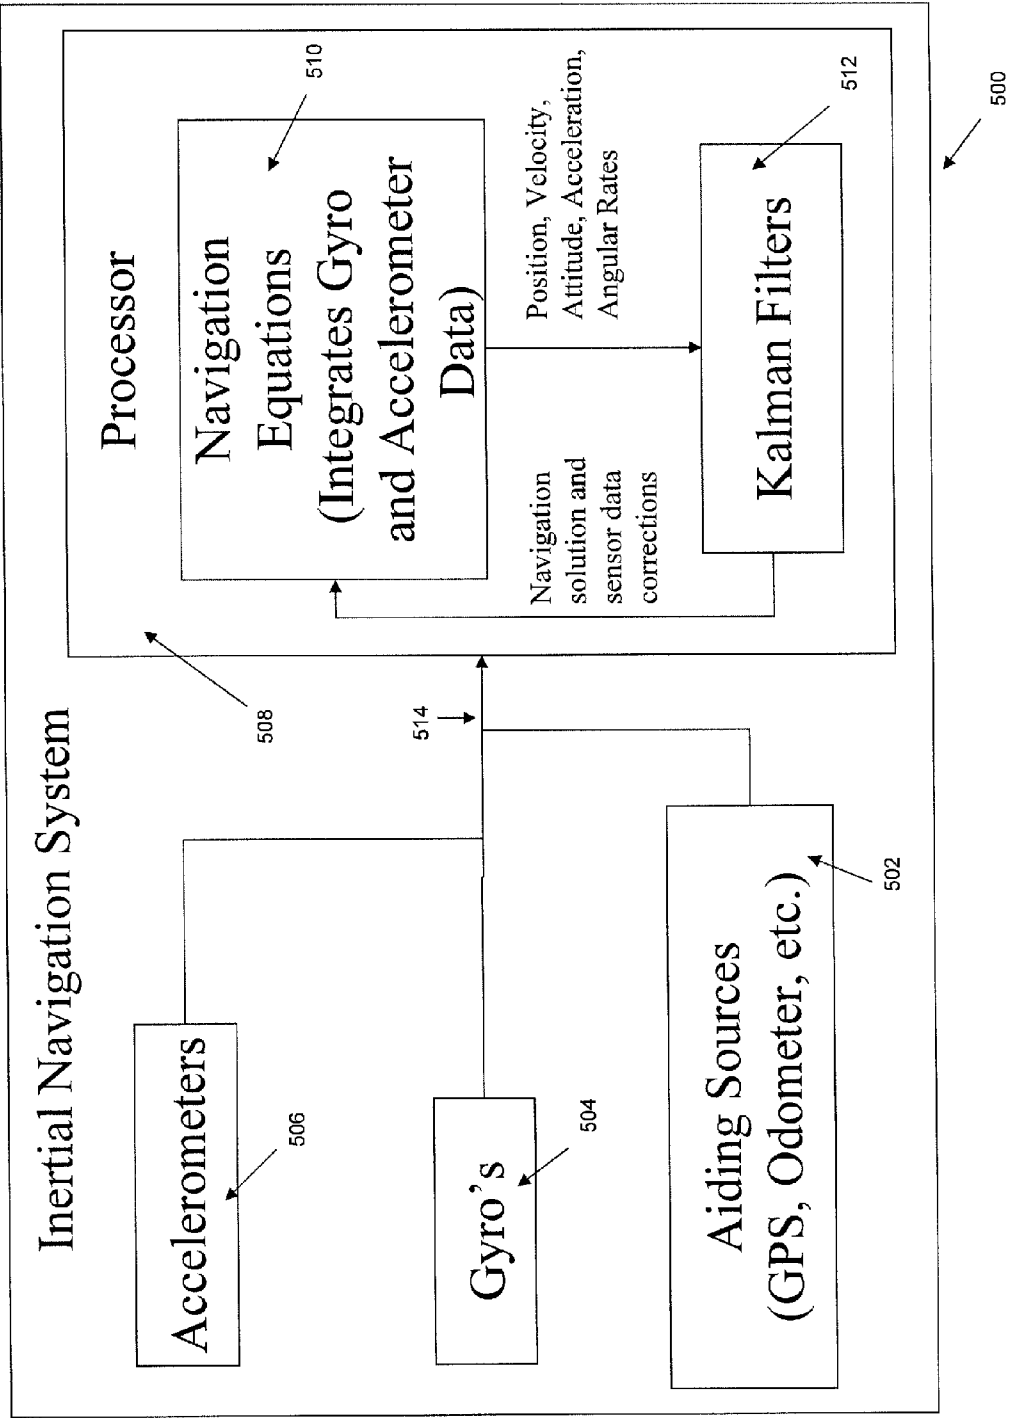 Inertial Navigation System
Accelerometers
506
Gyro's
504
Aiding Sources
(GPS, Odometer, etc.)
502
514
508
Processor
Navigation
Equations
(Integrates Gyro
and Accelerometer
Data)
510
Navigation
solution and
sensor data
corrections
Position, Velocity,
Attitude, Acceleration,
Angular Rates
Kalman Filters
512
500